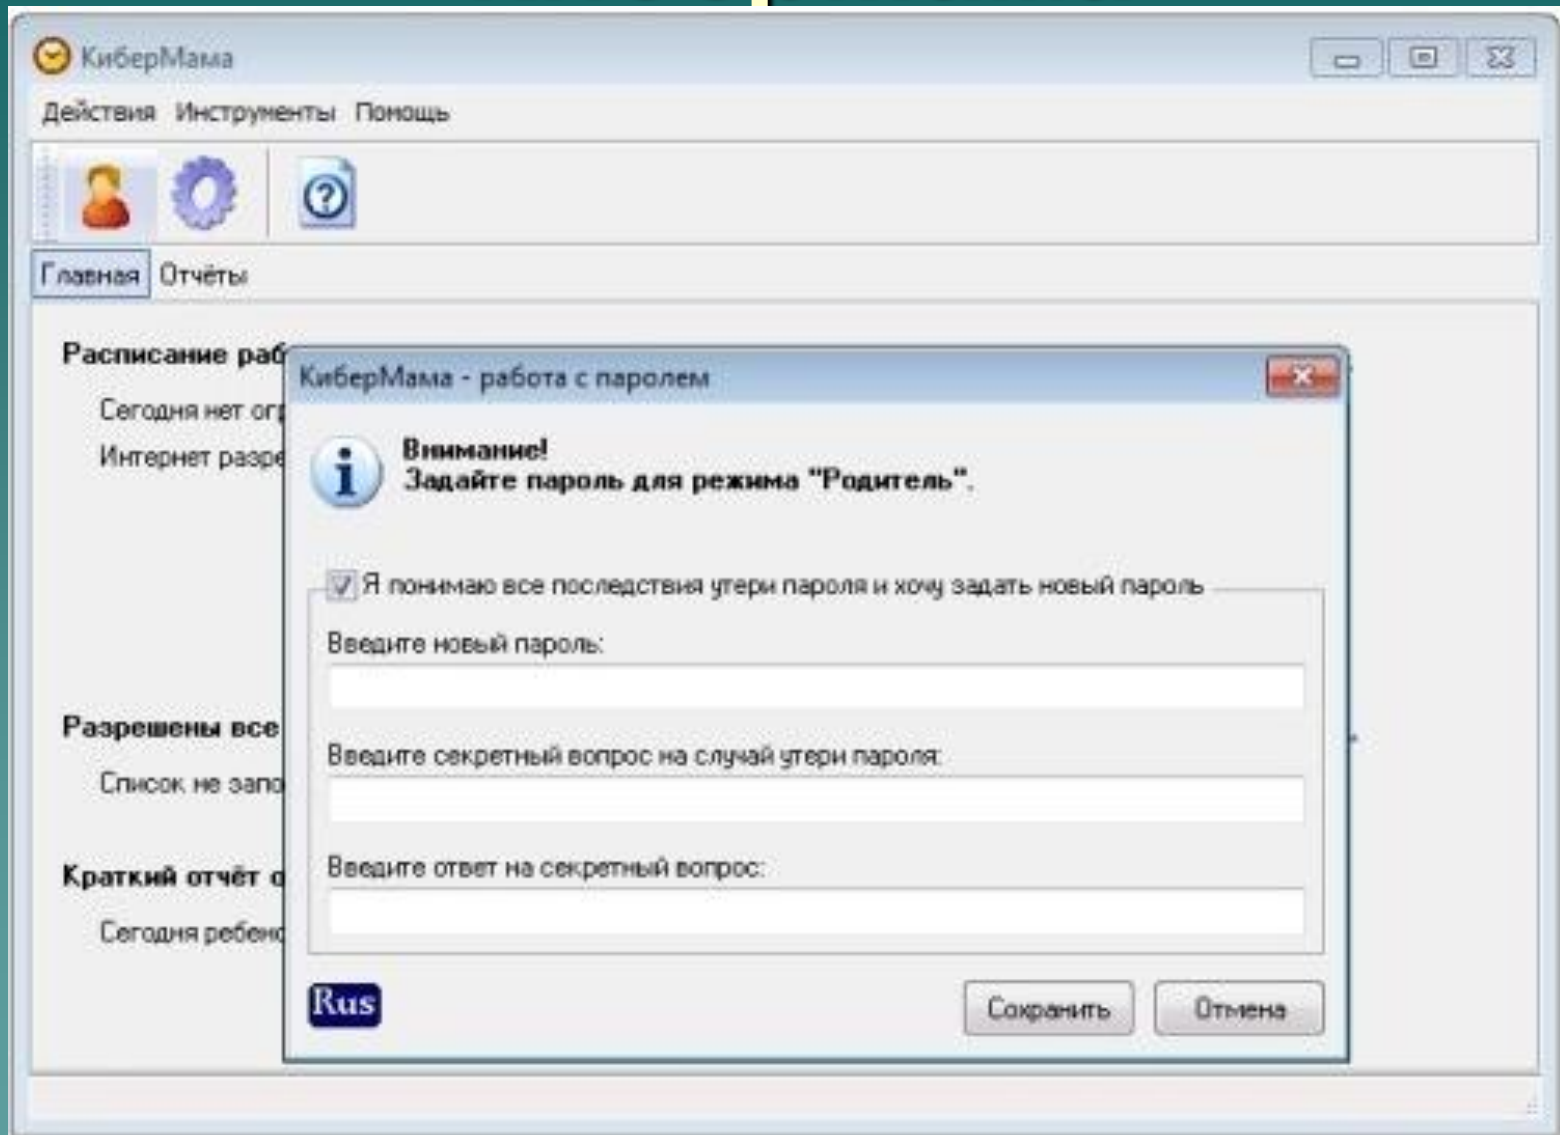 КиберМама
Действия Инструменты Помощь
Главная Отчёты
Расписание раб
КиберМама - работа с паролем
Сегодня нет огр
Внимание!
Интернет разре
Задайте пароль для режима "Родитель".
Я понимаю все последствия утери пароля и хочу задать новый пароль
Введите новый пароль:
Разрешены все
Введите секретный вопрос на случай утери пароля:
Список не запо
Введите ответ на секретный вопрос:
Краткий отчёт о
Сегодня ребено
Rus
Сохранить Отмена